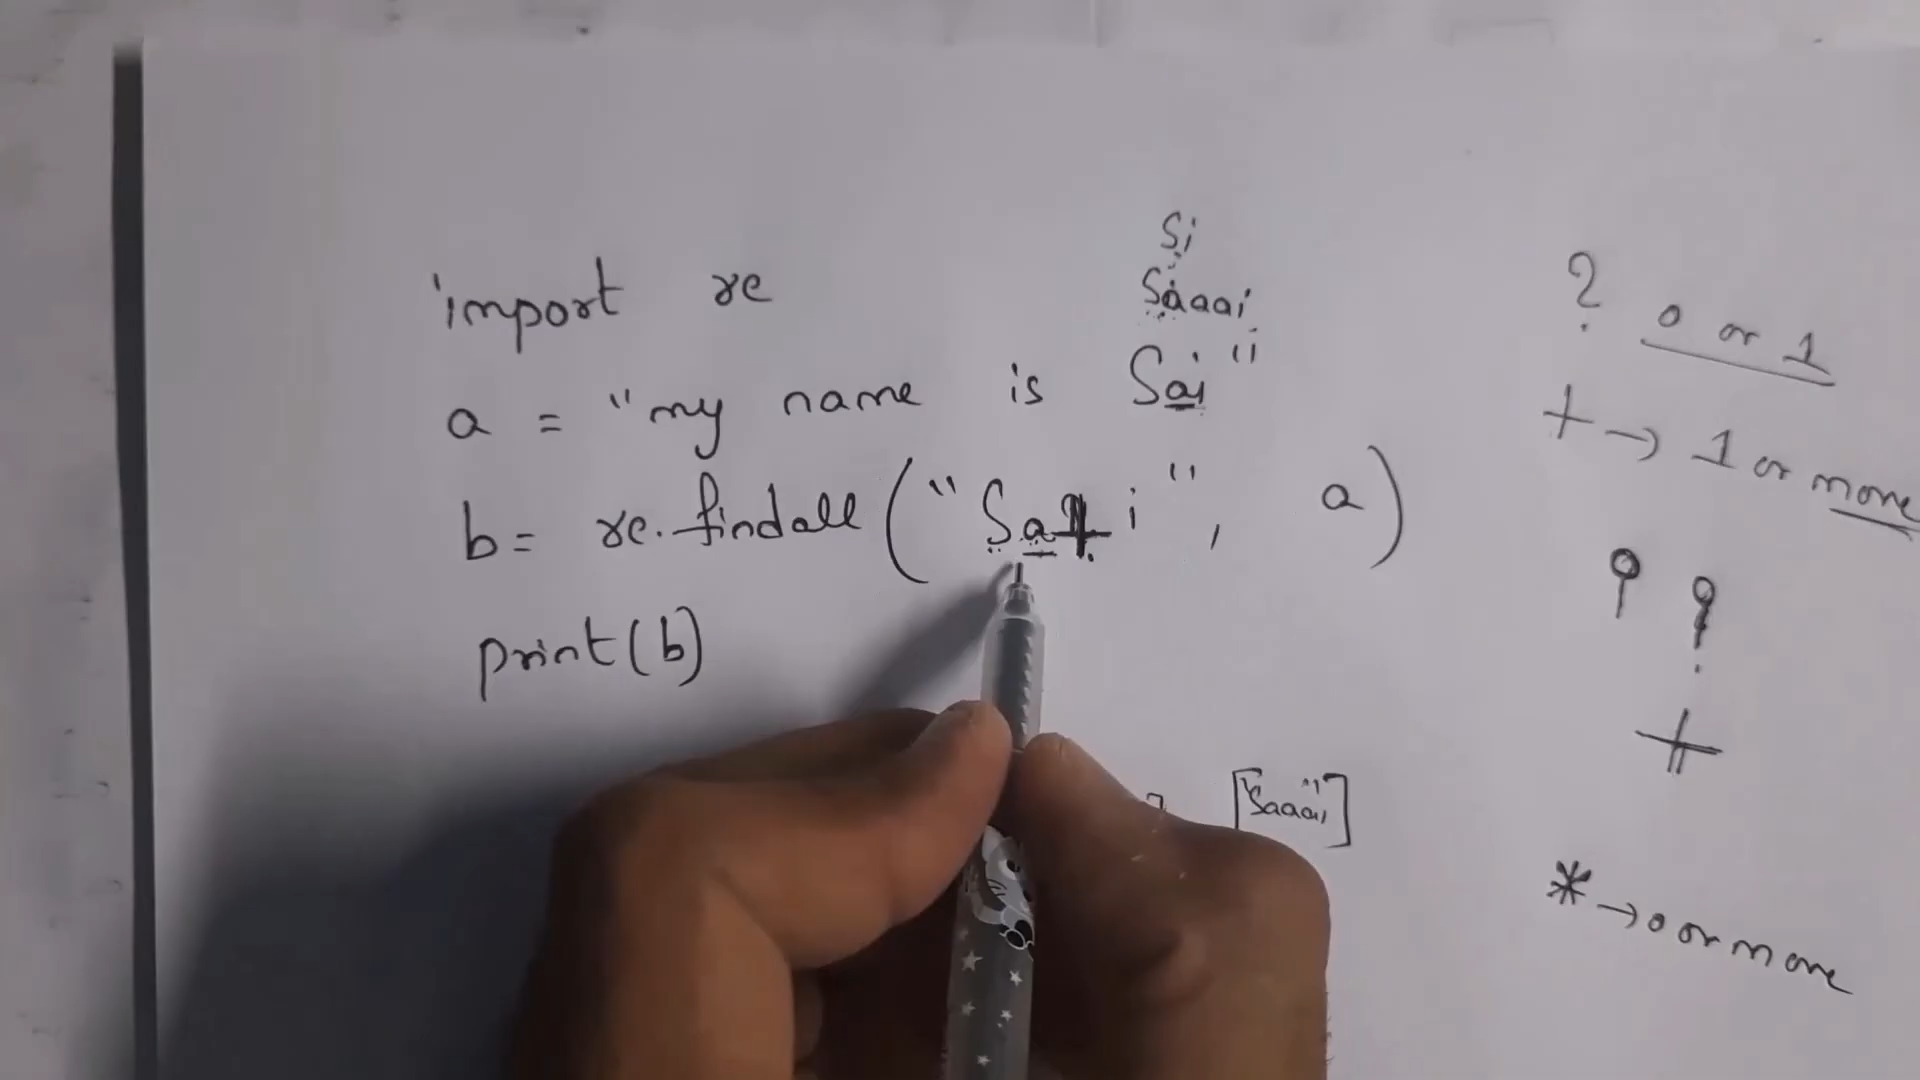 Si
Saaai
import re
a = "my name is Sai"
b = re.findall("Sa+i", a)
print(b)
["Saaai"]
? 0 or 1
+ → 1 or more
?
+
* → 0 or more